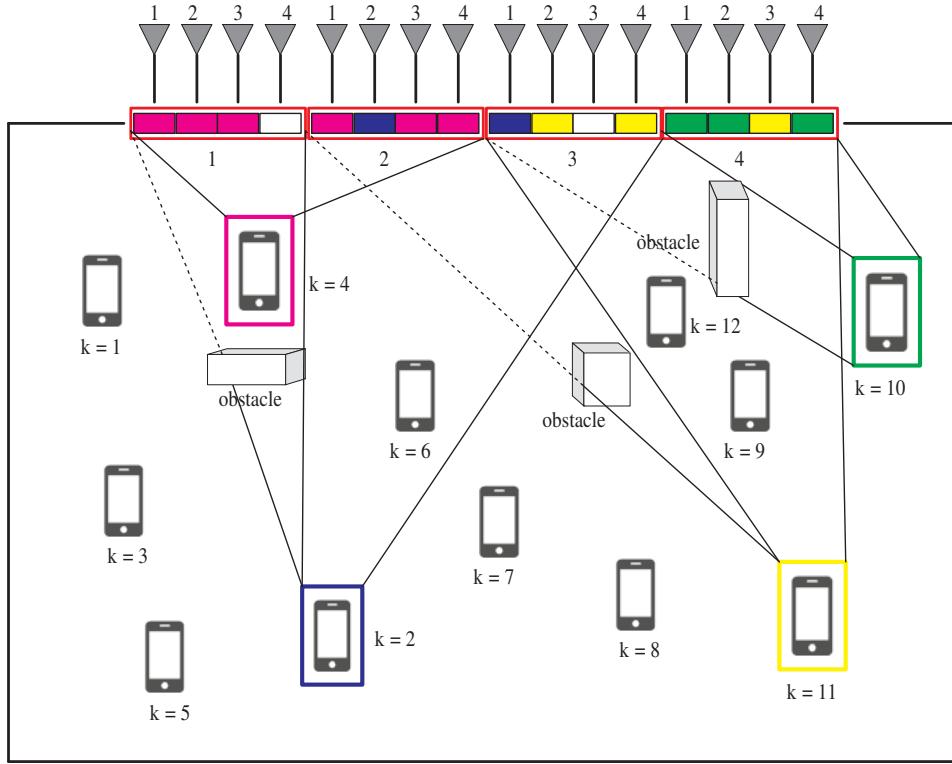 1 2 3 4 1 2 3 4 1 2 3 4 1 2 3 4
1 2 3 4
obstacle
k = 4
k = 12
k = 1
k = 10
obstacle
obstacle
k = 6
k = 9
k = 3
k = 7
k = 2
k = 8
k = 11
k = 5